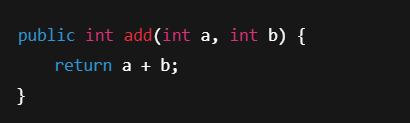 public int add(int a, int b) {
    return a + b;
}